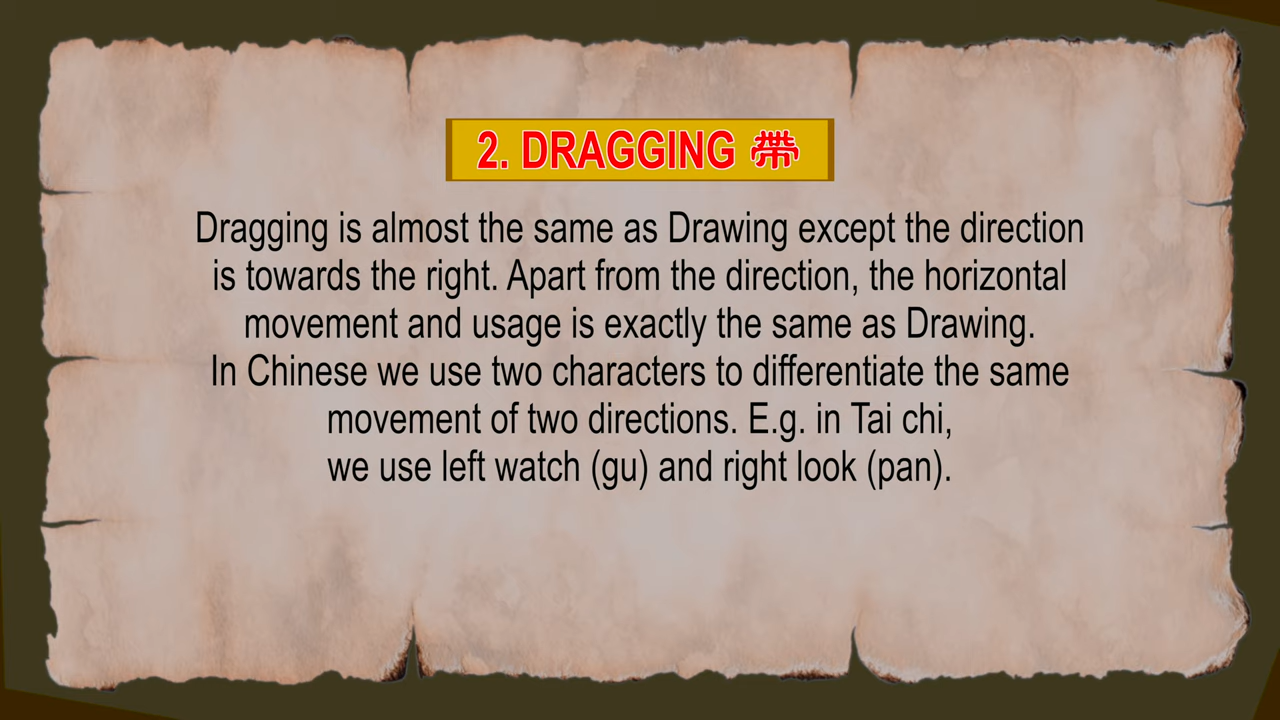 2. DRAGGING 帶
Dragging is almost the same as Drawing except the direction
is towards the right. Apart from the direction, the horizontal
movement and usage is exactly the same as Drawing.
In Chinese we use two characters to differentiate the same
movement of two directions. E.g. in Tai chi,
we use left watch (gu) and right look (pan).